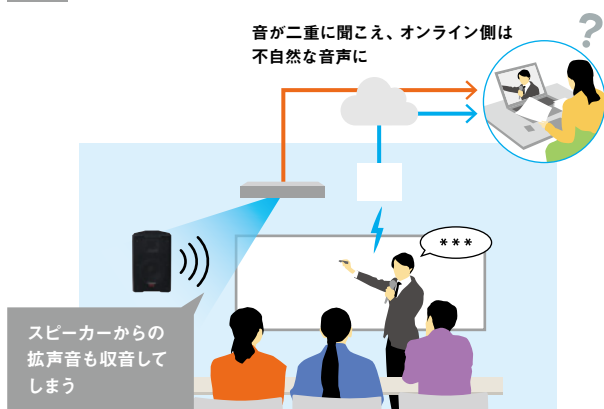 音が二重に聞こえ、オンライン側は
不自然な音声に
?
***
スピーカーからの
拡声音も収音して
しまう